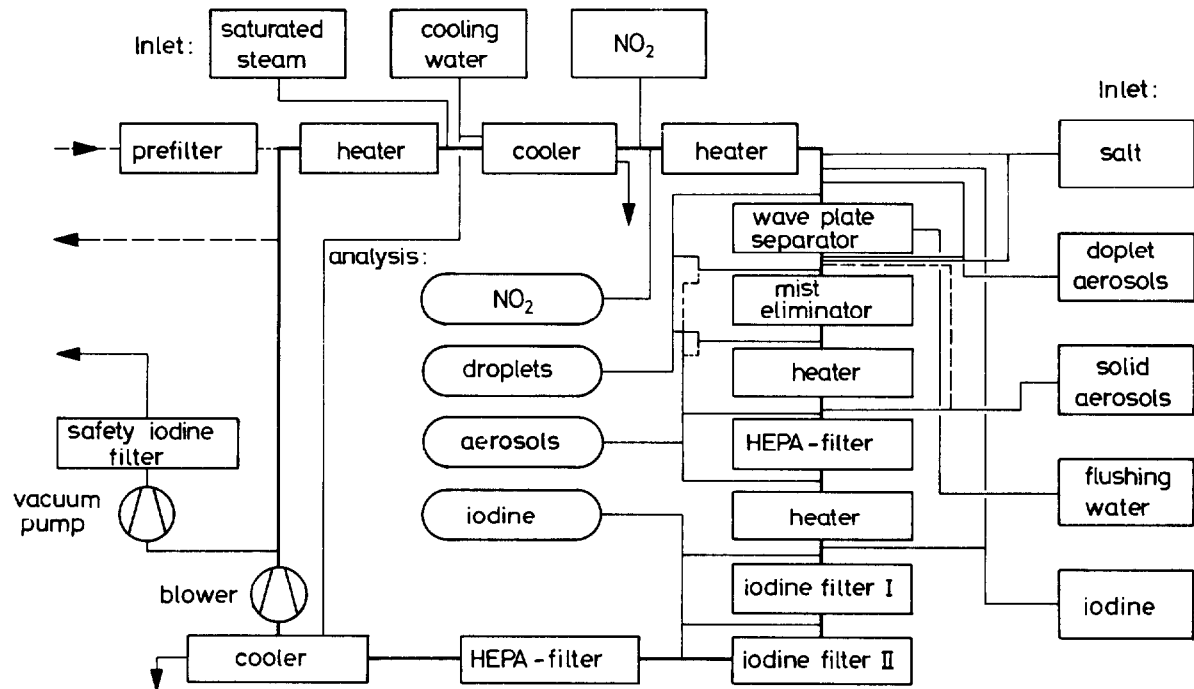 Inlet:
saturated
steam
cooling
water
NO₂
Inlet:
prefilter
heater
cooler
heater
salt
wave plate
separator
analysis:
doplet
aerosols
NO₂
mist
eliminator
droplets
heater
solid
aerosols
safety iodine
filter
aerosols
HEPA-filter
vacuum
pump
iodine
heater
flushing
water
blower
iodine filter I
iodine
cooler
HEPA-filter
iodine filter II